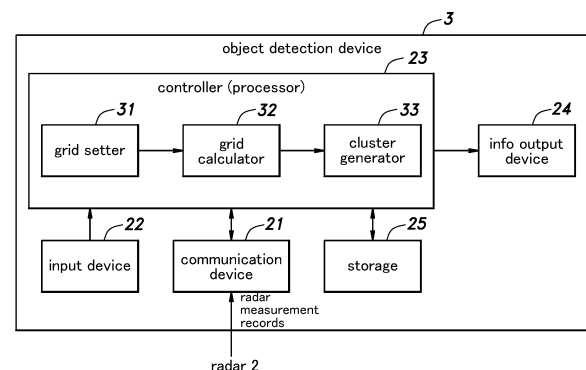 3
object detection device
23
controller (processor)
31
32
33
24
grid setter
grid
calculator
cluster
generator
info output
device
22
21
25
input device
communication
device
storage
radar
measurement
records
radar 2